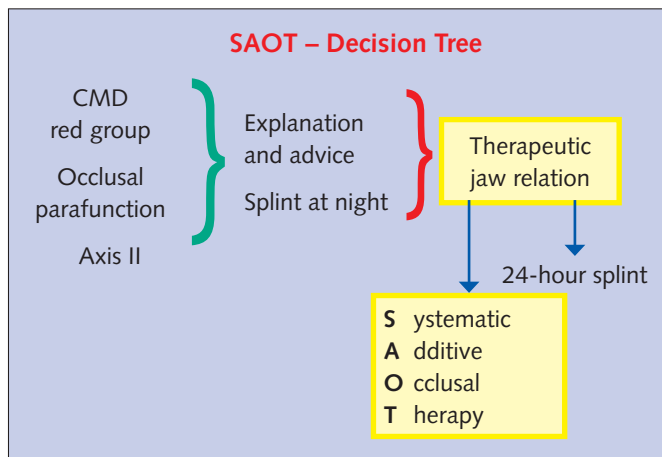 SAOT – Decision Tree
CMD
red group
Occlusal
parafunction
Axis II
Explanation
and advice
Splint at night
Therapeutic
jaw relation
24-hour splint
S ystematic
A dditive
O cclusal
T herapy